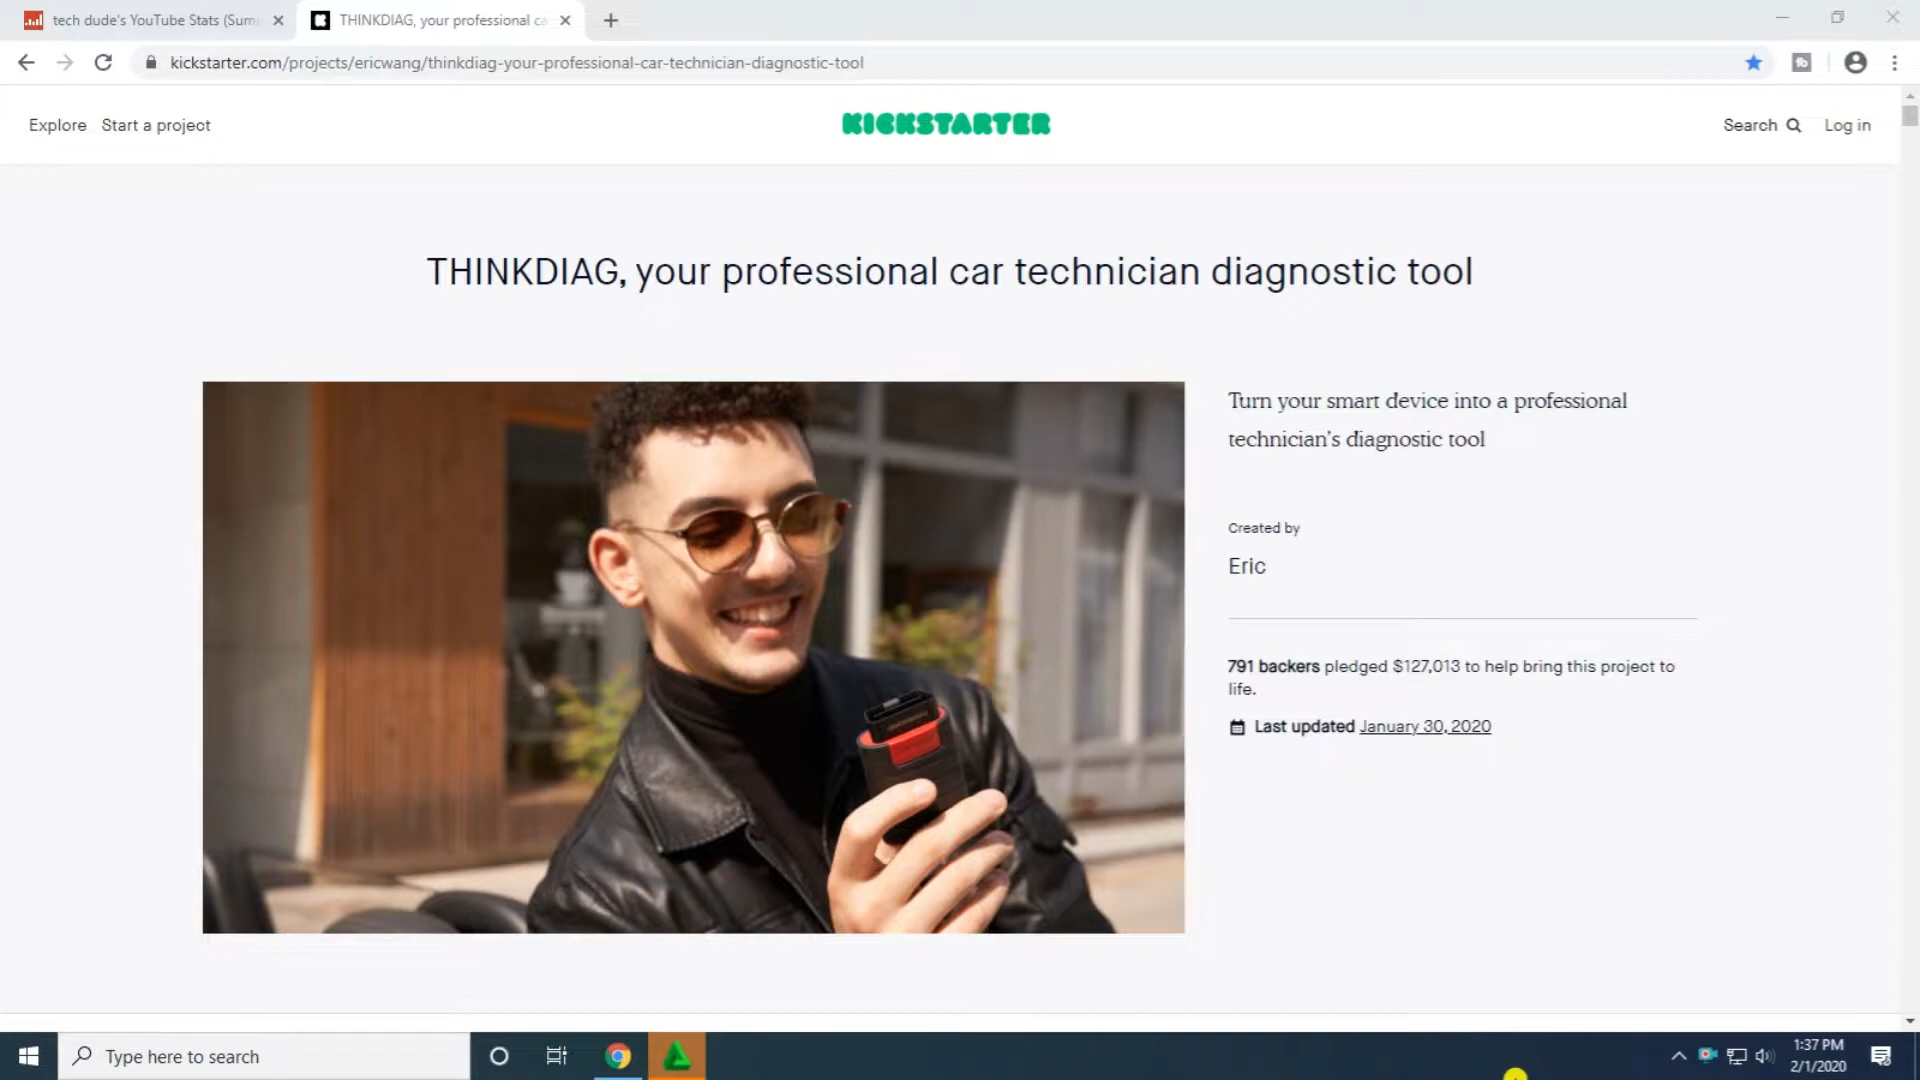 tech dude's YouTube Stats (Sum
THINKDIAG, your professional ca
kickstarter.com/projects/ericwang/thinkdiag-your-professional-car-technician-diagnostic-tool
Explore Start a project
KICKSTARTER
Search Log in
THINKDIAG, your professional car technician diagnostic tool
Turn your smart device into a professional
technician's diagnostic tool
Created by
Eric
791 backers pledged $127,013 to help bring this project to
life.
Last updated January 30, 2020
Type here to search
1:37 PM
2/1/2020